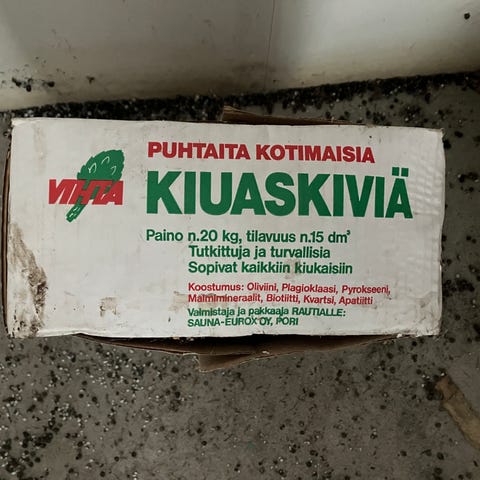 PUHTAITA KOTIMAISIA
VIHTA
KIUASKIVIÄ
Paino n.20 kg, tilavuus n.15 dm³
Tutkittuja ja turvallisia
Sopivat kaikkiin kiukaisiin
Koostumus: Oliviini, Plagioklaasi, Pyrokseeni,
Malmimineraalit, Biotiitti, Kvartsi, Apatiitti
Valmistaja ja pakkaaja RAUTIALLE:
SAUNA-EUROX OY, PORI